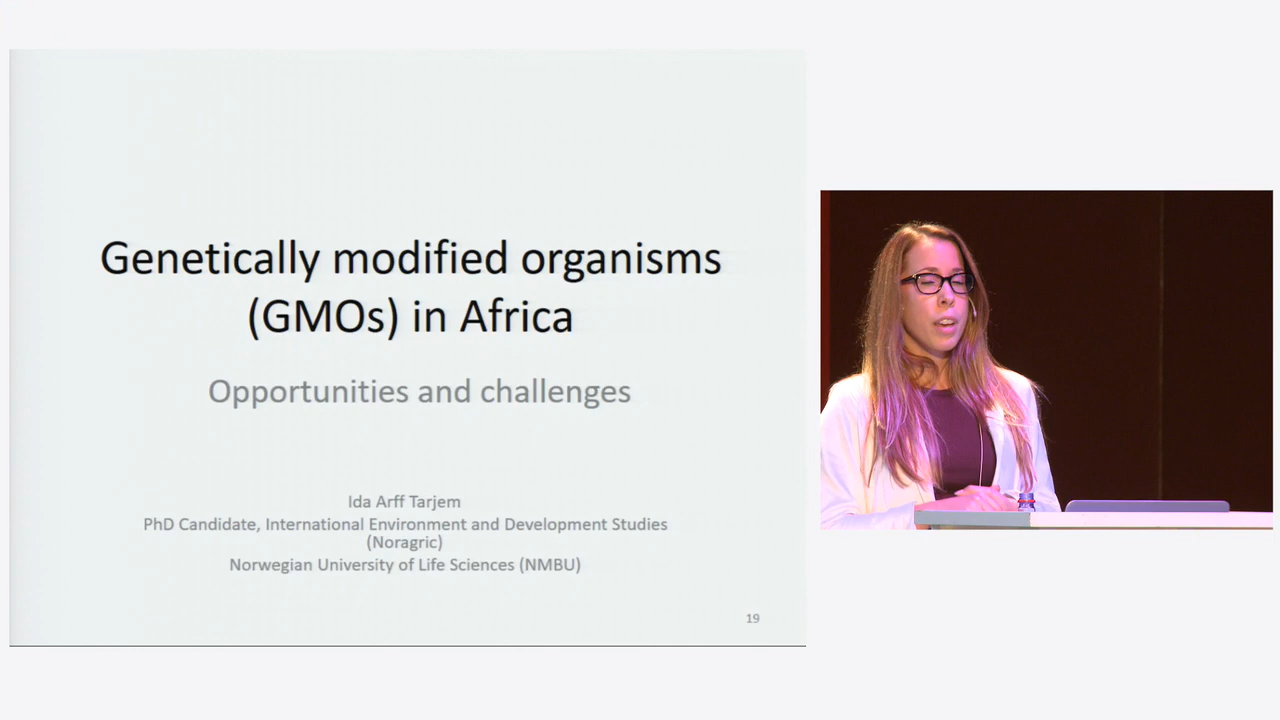 Genetically modified organisms
(GMOs) in Africa
Opportunities and challenges
Ida Arff Tarjem
PhD Candidate, International Environment and Development Studies
(Noragric)
Norwegian University of Life Sciences (NMBU)
19